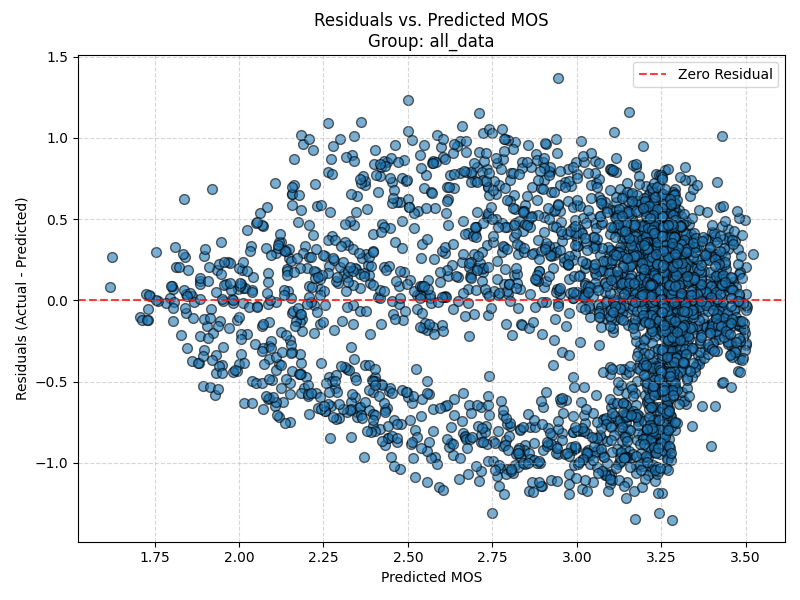 Residuals vs. Predicted MOS
Group: all_data
Zero Residual
Residuals (Actual - Predicted)
1.5
1.0
0.5
0.0
−0.5
−1.0
1.75 2.00 2.25 2.50 2.75 3.00 3.25 3.50
Predicted MOS